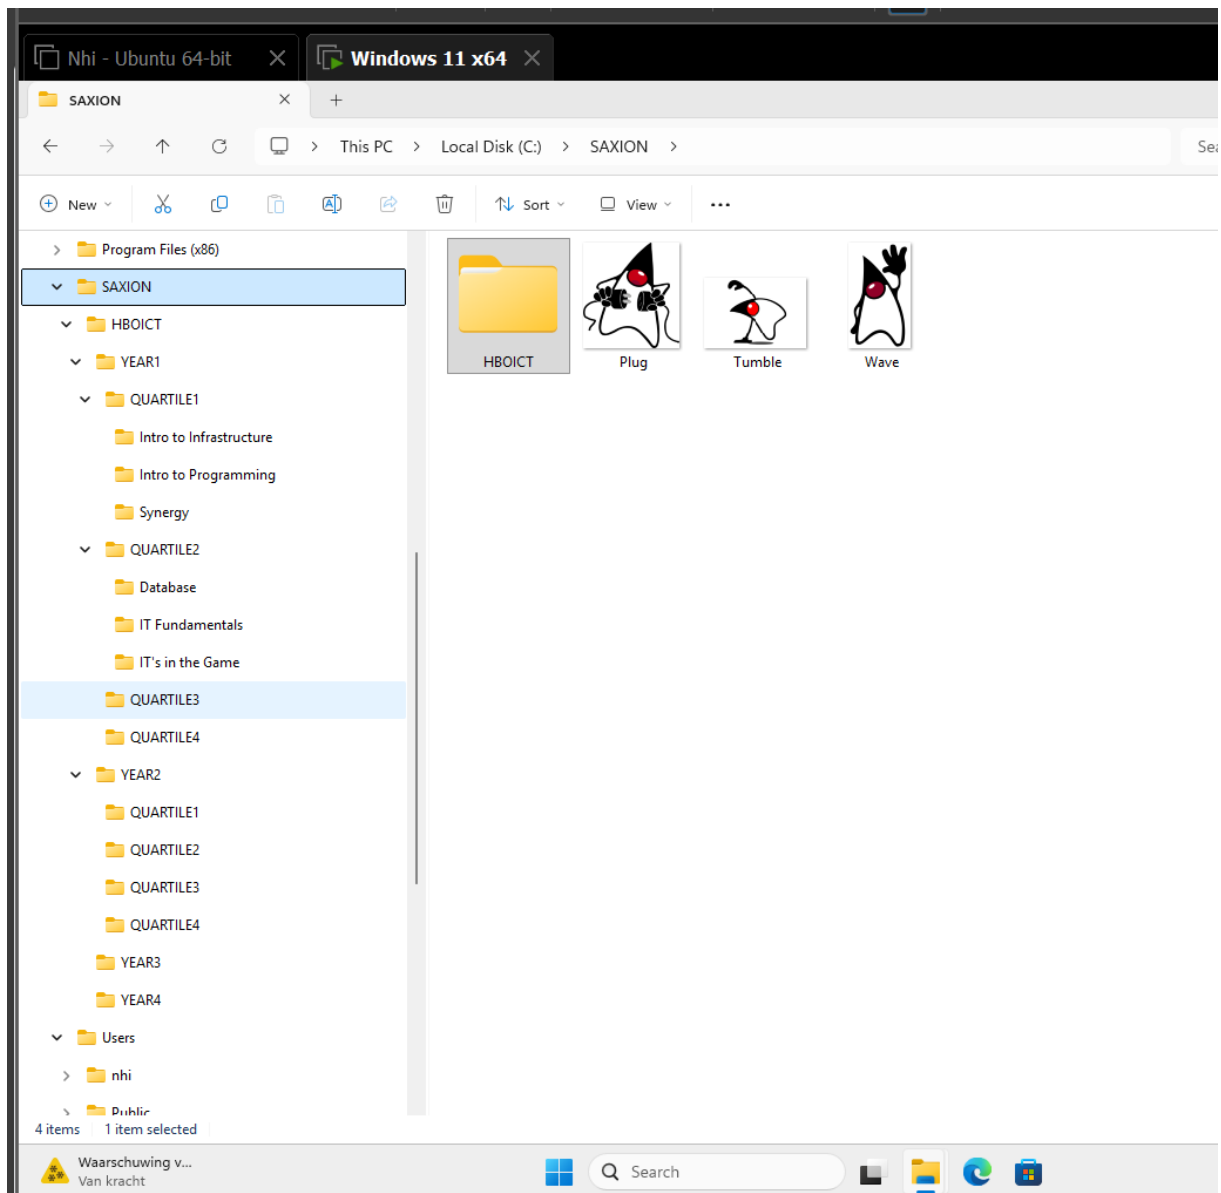 Nhi - Ubuntu 64-bit
Windows 11 x64
SAXION
This PC > Local Disk (C:) > SAXION >
New
Sort
View
Program Files (x86)
SAXION
HBOICT
YEAR1
QUARTILE1
Intro to Infrastructure
Intro to Programming
Synergy
QUARTILE2
Database
IT Fundamentals
IT's in the Game
QUARTILE3
QUARTILE4
YEAR2
QUARTILE1
QUARTILE2
QUARTILE3
QUARTILE4
YEAR3
YEAR4
Users
nhi
Public
HBOICT
Plug
Tumble
Wave
4 items
1 item selected
Waarschuwing v...
Van kracht
Search